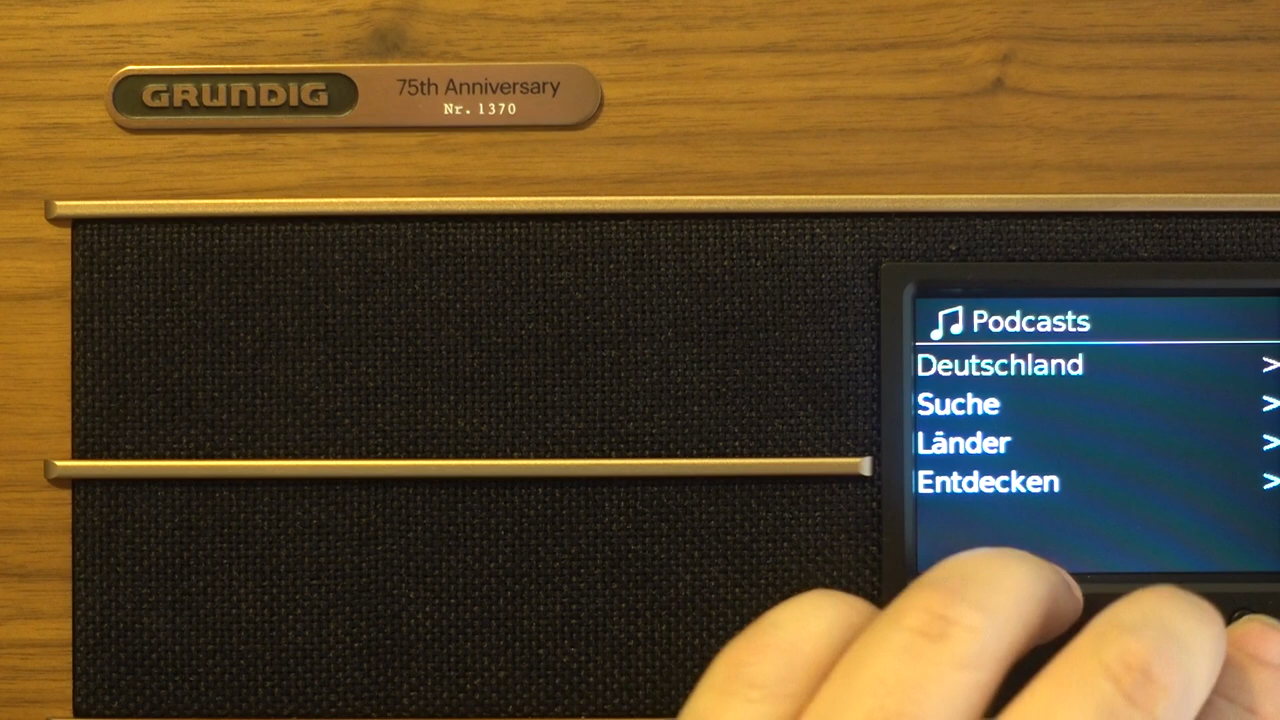 GRUNDIG
75th Anniversary
Nr. 1370
Podcasts
Deutschland >
Suche >
Länder >
Entdecken >